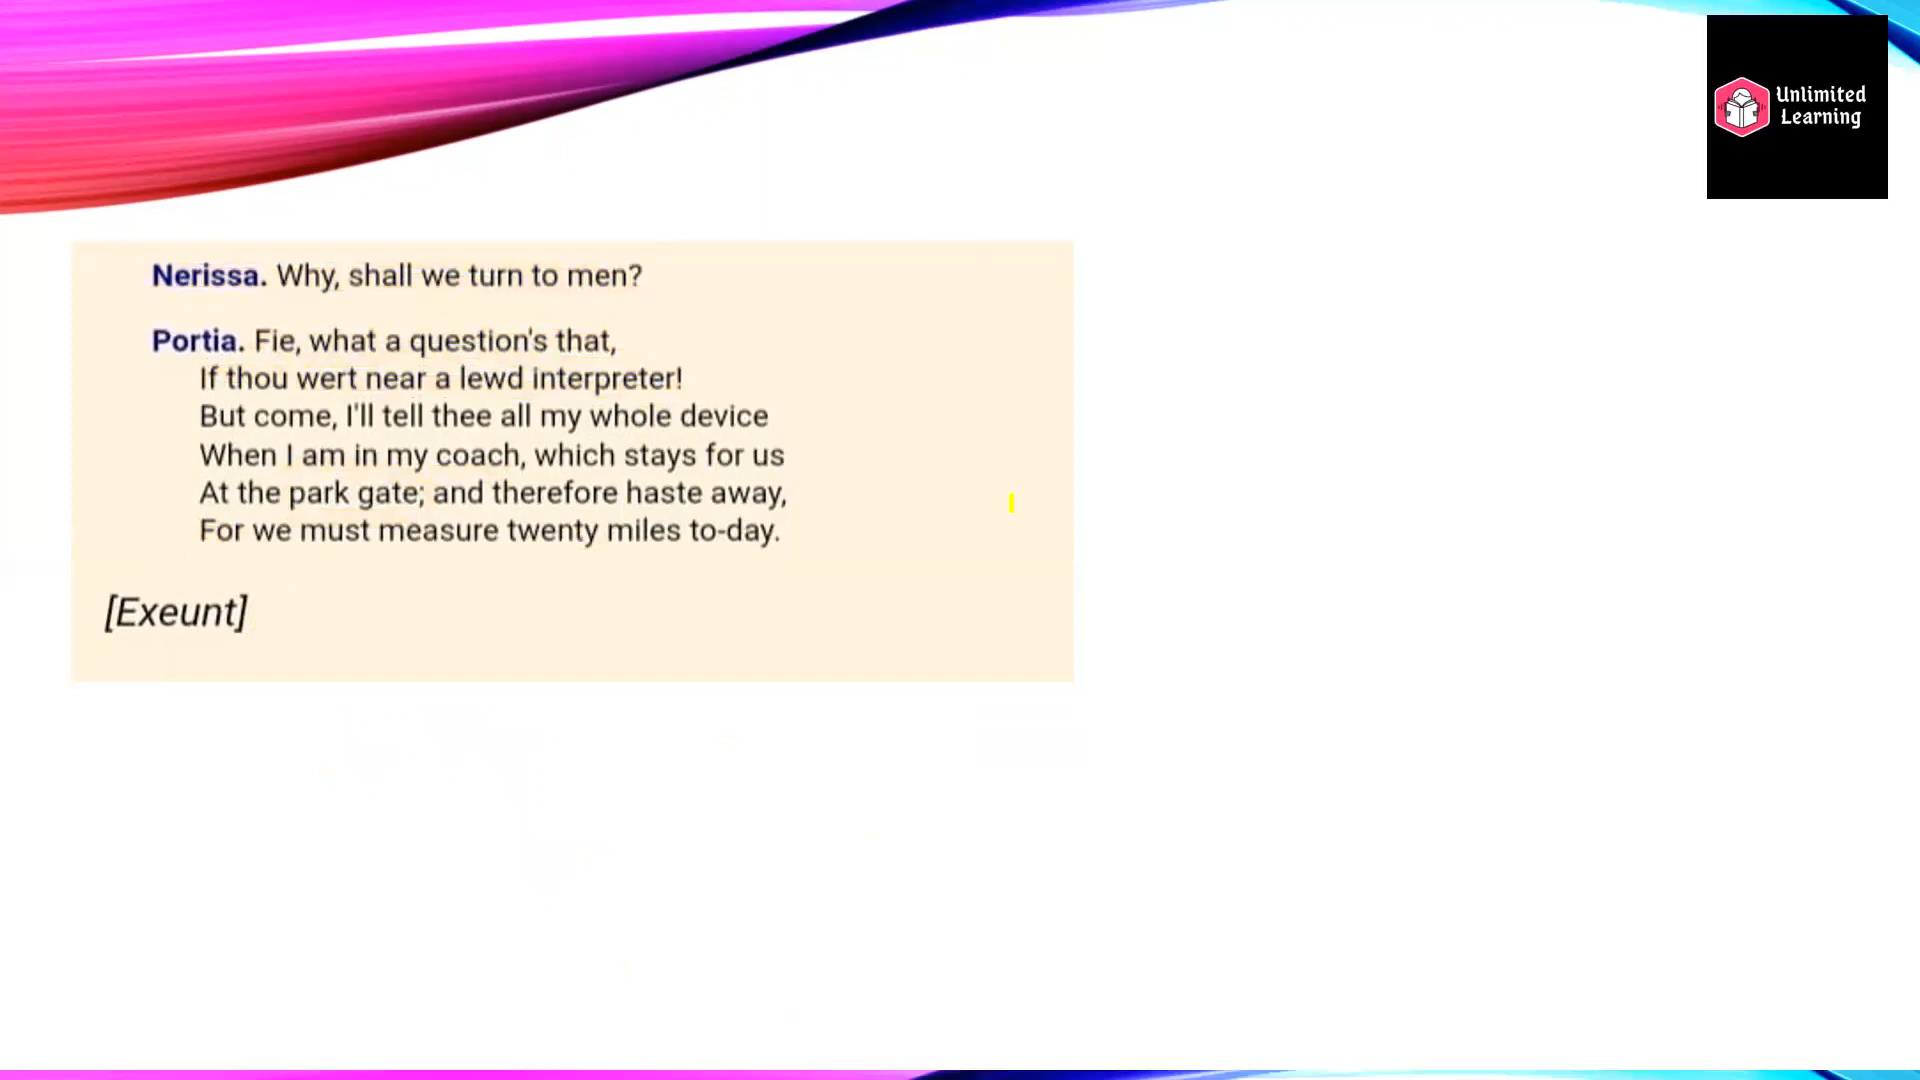 Unlimited
Learning
Nerissa. Why, shall we turn to men?
Portia. Fie, what a question's that,
If thou wert near a lewd interpreter!
But come, I'll tell thee all my whole device
When I am in my coach, which stays for us
At the park gate; and therefore haste away,
For we must measure twenty miles to-day.
[Exeunt]